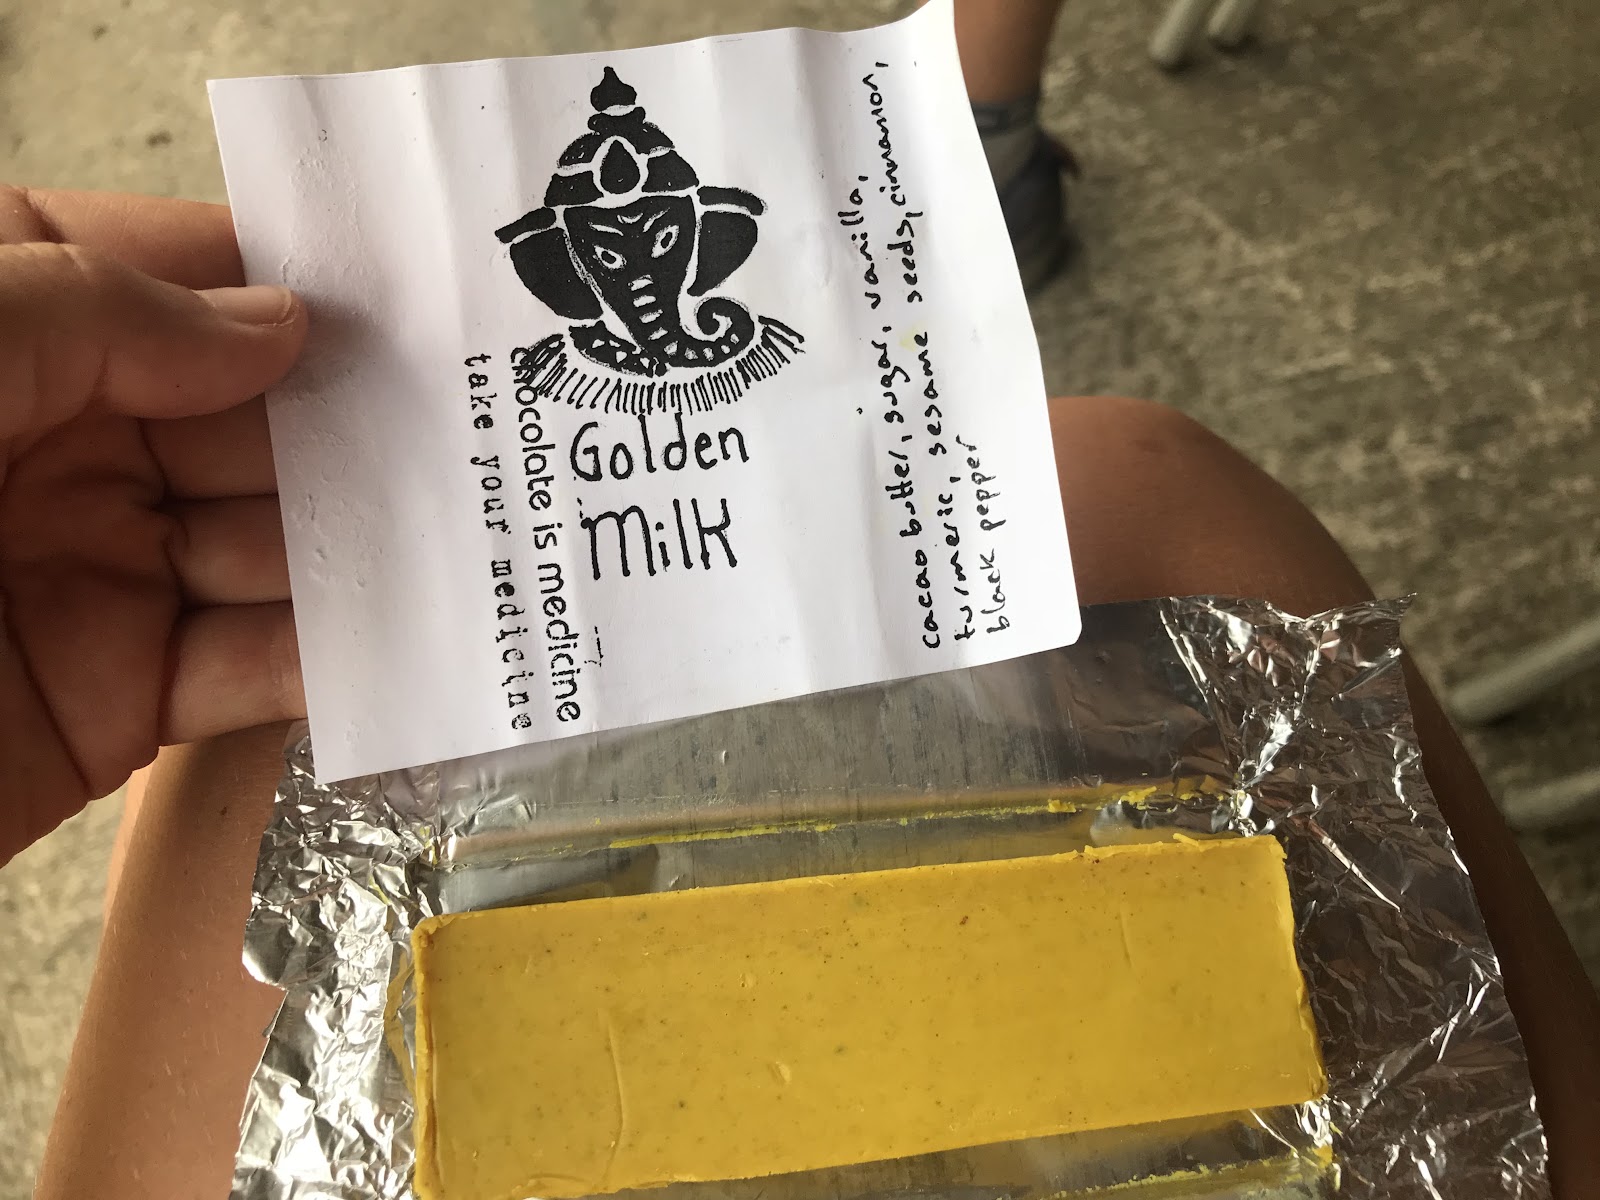 Golden
Milk
chocolate is medicine
take your medicine
cacao butter, sugar, vanilla,
turmeric, sesame seeds, cinnamon,
black pepper